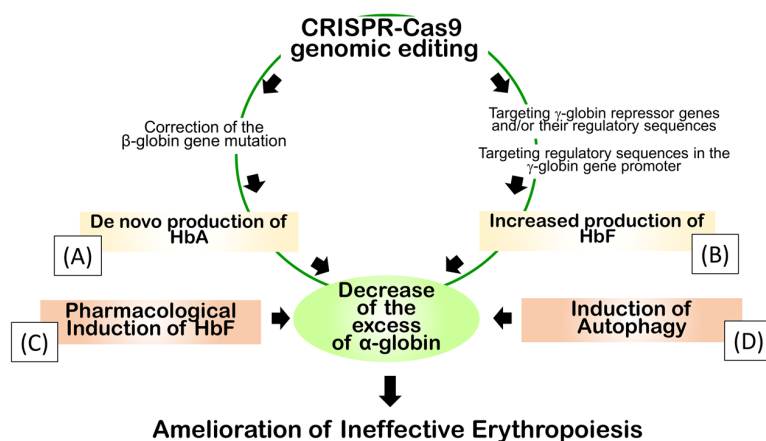 CRISPR-Cas9
genomic editing
Correction of the
β-globin gene mutation
Targeting γ-globin repressor genes
and/or their regulatory sequences
Targeting regulatory sequences in the
γ-globin gene promoter
De novo production of
HbA
(A)
Increased production of
HbF
(B)
Pharmacological
Induction of HbF
(C)
Decrease
of the
excess
of α-globin
Induction of
Autophagy
(D)
Amelioration of Ineffective Erythropoiesis